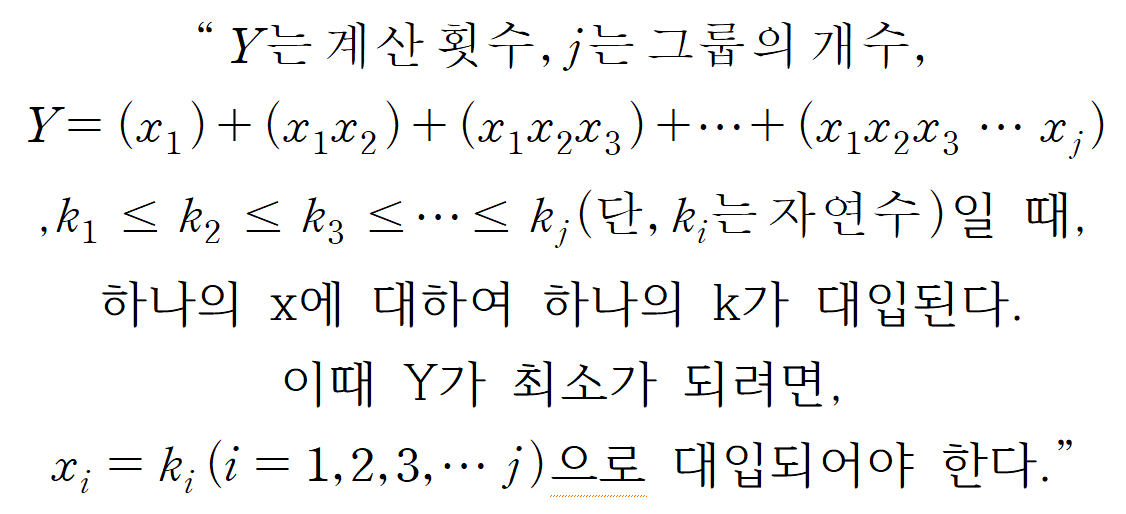 “ Y는 계산 횟수, j는 그룹의 개수,
Y = (x₁) + (x₁x₂) + (x₁x₂x₃) + ⋯ + (x₁x₂x₃ ⋯ xⱼ)
,k₁ ≤ k₂ ≤ k₃ ≤ ⋯ ≤ kⱼ(단, kᵢ는 자연수)일 때,
하나의 x에 대하여 하나의 k가 대입된다.
이때 Y가 최소가 되려면,
xᵢ = kᵢ (i = 1,2,3,⋯ j)으로 대입되어야 한다.”